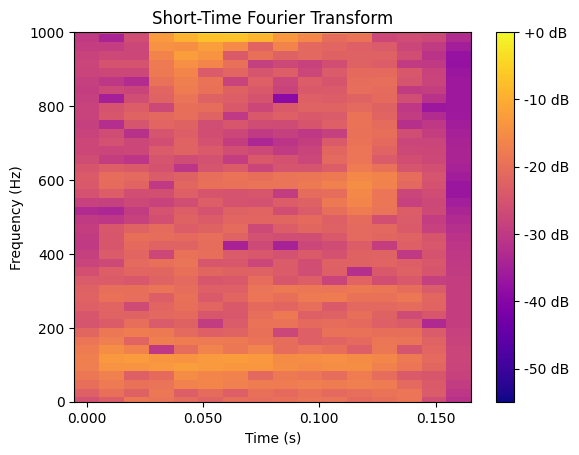 Short-Time Fourier Transform
1000
800
600
400
200
0
Frequency (Hz)
0.000
0.050
0.100
0.150
Time (s)
+0 dB
-10 dB
-20 dB
-30 dB
-40 dB
-50 dB